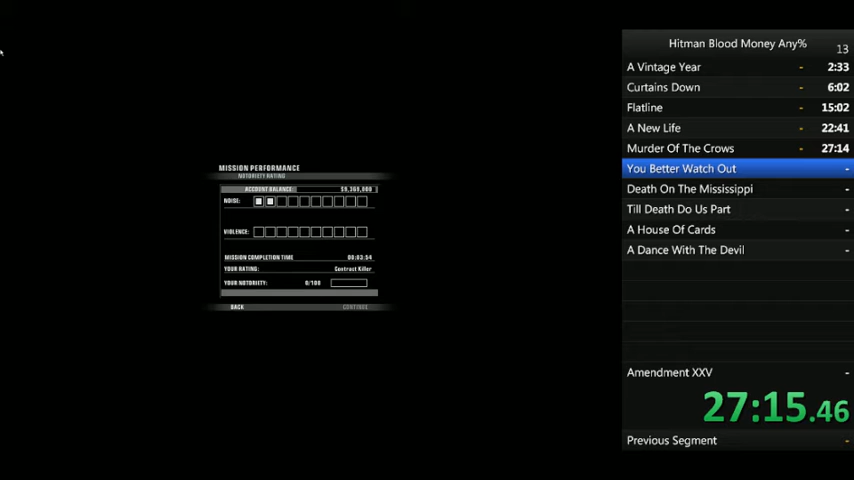 MISSION PERFORMANCE
NOTORIETY RATING
ACCOUNT BALANCE: $9,369,000
NOISE:
VIOLENCE:
MISSION COMPLETION TIME 00:03:54
YOUR RATING: Contract Killer
YOUR NOTORIETY: 0/100
BACK CONTINUE
Hitman Blood Money Any% 13
A Vintage Year - 2:33
Curtains Down - 6:02
Flatline - 15:02
A New Life - 22:41
Murder Of The Crows - 27:14
You Better Watch Out -
Death On The Mississippi -
Till Death Do Us Part -
A House Of Cards -
A Dance With The Devil -
Amendment XXV -
27:15.46
Previous Segment -